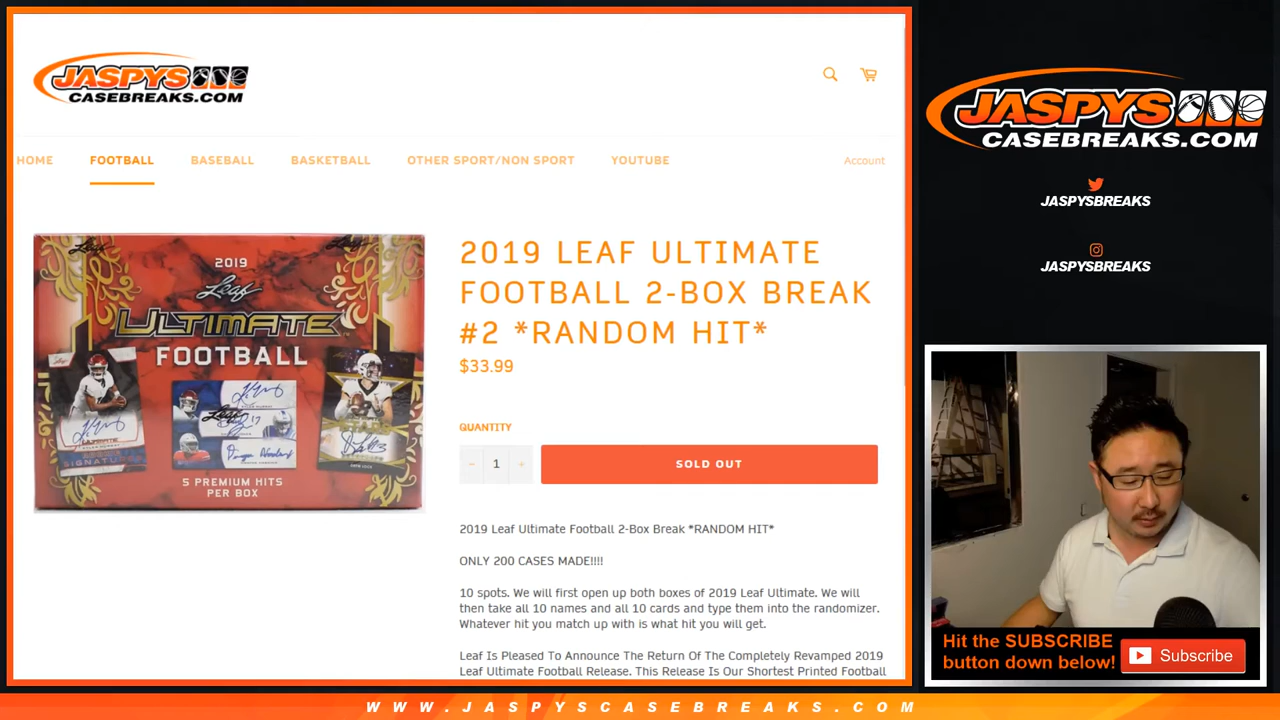 JASPYS
CASEBREAKS.COM
HOME
FOOTBALL
BASEBALL
BASKETBALL
OTHER SPORT/NON SPORT
YOUTUBE
Account
Leaf
2019
Leaf
ULTIMATE
FOOTBALL
5 PREMIUM HITS
PER BOX
2019 LEAF ULTIMATE
FOOTBALL 2-BOX BREAK
#2 *RANDOM HIT*
$33.99
QUANTITY
- 1 +
SOLD OUT
2019 Leaf Ultimate Football 2-Box Break *RANDOM HIT*
ONLY 200 CASES MADE!!!!
10 spots. We will first open up both boxes of 2019 Leaf Ultimate. We will
then take all 10 names and all 10 cards and type them into the randomizer.
Whatever hit you match up with is what hit you will get.
Leaf Is Pleased To Announce The Return Of The Completely Revamped 2019
Leaf Ultimate Football Release. This Release Is Our Shortest Printed Football
JASPYS
CASEBREAKS.COM
JASPYSBREAKS
JASPYSBREAKS
Hit the SUBSCRIBE
button down below!
Subscribe
WWW.JASPYSCASEBREAKS.COM